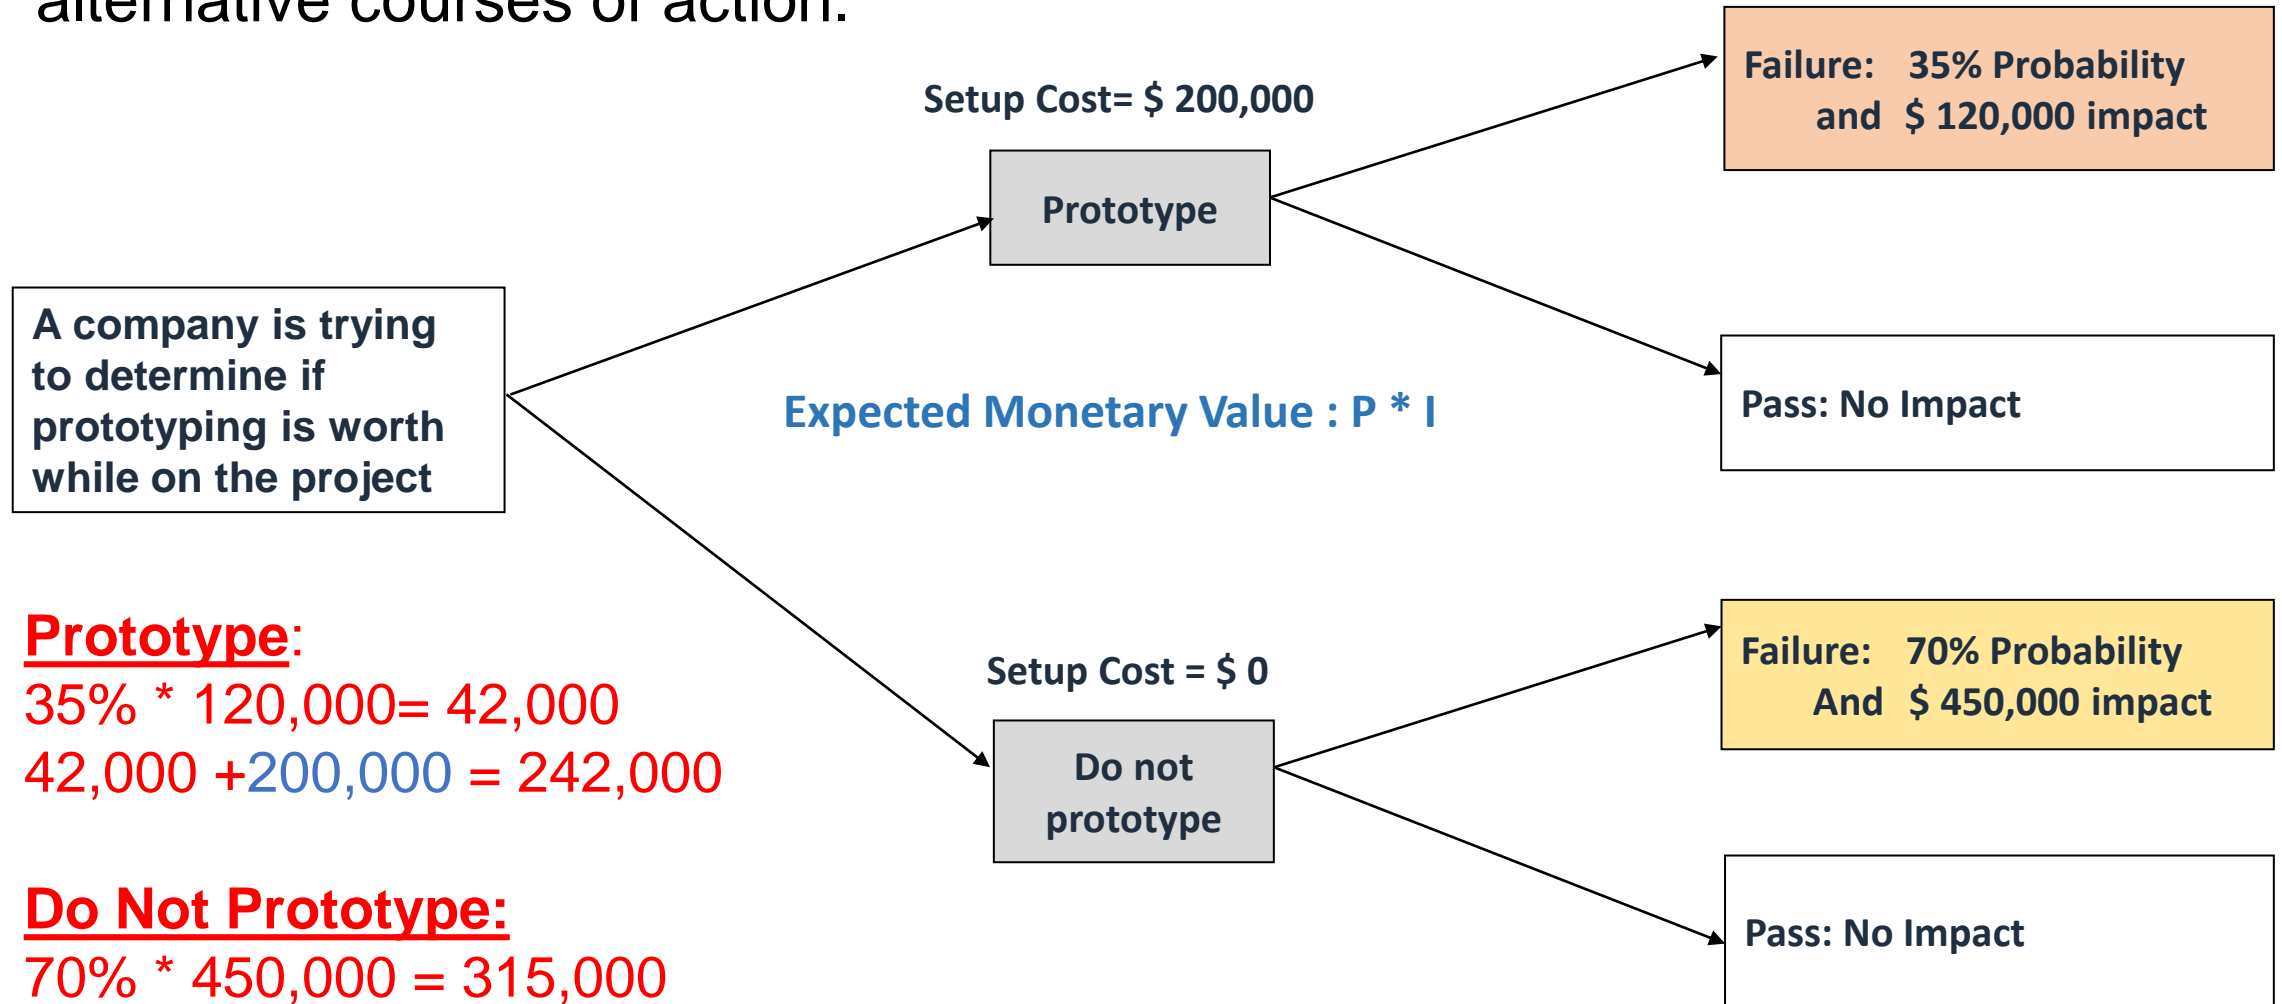 alternative courses of action.
Setup Cost= $ 200,000
Prototype
Failure: 35% Probability
and $ 120,000 impact
Pass: No Impact
A company is trying
to determine if
prototyping is worth
while on the project
Expected Monetary Value : P * I
Setup Cost = $ 0
Do not
prototype
Failure: 70% Probability
And $ 450,000 impact
Pass: No Impact
Prototype:
35% * 120,000= 42,000
42,000 +200,000 = 242,000
Do Not Prototype:
70% * 450,000 = 315,000